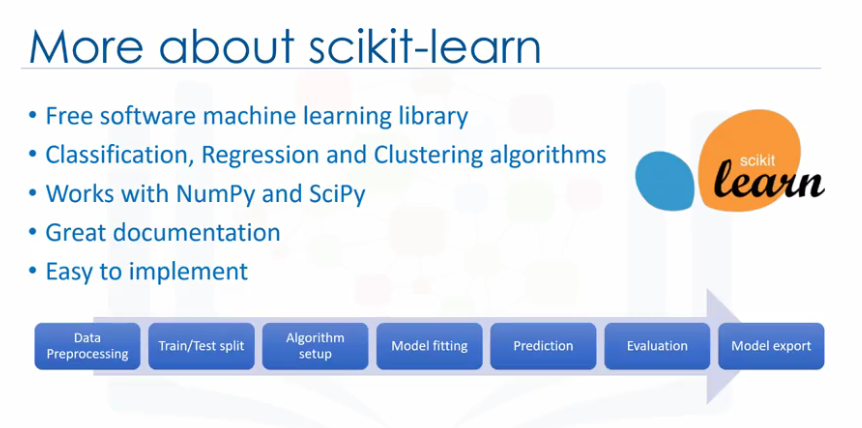 More about scikit-learn
• Free software machine learning library
• Classification, Regression and Clustering algorithms
• Works with NumPy and SciPy
• Great documentation
• Easy to implement
scikit
learn
Data
Preprocessing
Train/Test split
Algorithm
setup
Model fitting
Prediction
Evaluation
Model export